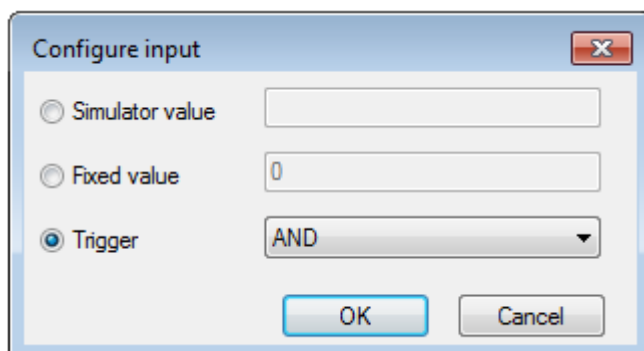 Configure input
Simulator value
Fixed value 0
Trigger AND
OK Cancel